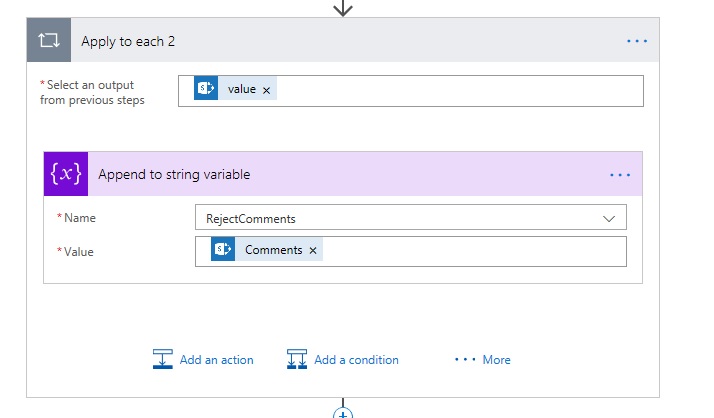 Apply to each 2
...
*Select an output
from previous steps
value ×
{x} Append to string variable
...
*Name
RejectComments
*Value
Comments ×
Add an action
Add a condition
... More